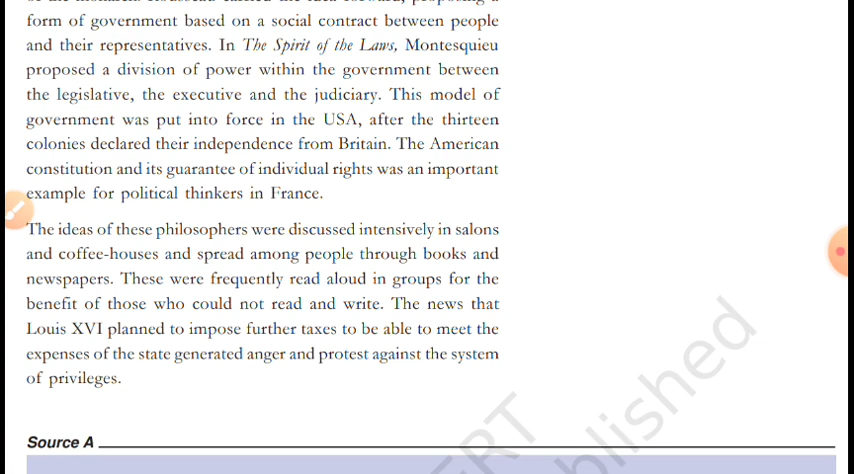 form of government based on a social contract between people
and their representatives. In The Spirit of the Laws, Montesquieu
proposed a division of power within the government between
the legislative, the executive and the judiciary. This model of
government was put into force in the USA, after the thirteen
colonies declared their independence from Britain. The American
constitution and its guarantee of individual rights was an important
example for political thinkers in France.
The ideas of these philosophers were discussed intensively in salons
and coffee-houses and spread among people through books and
newspapers. These were frequently read aloud in groups for the
benefit of those who could not read and write. The news that
Louis XVI planned to impose further taxes to be able to meet the
expenses of the state generated anger and protest against the system
of privileges.
Source A